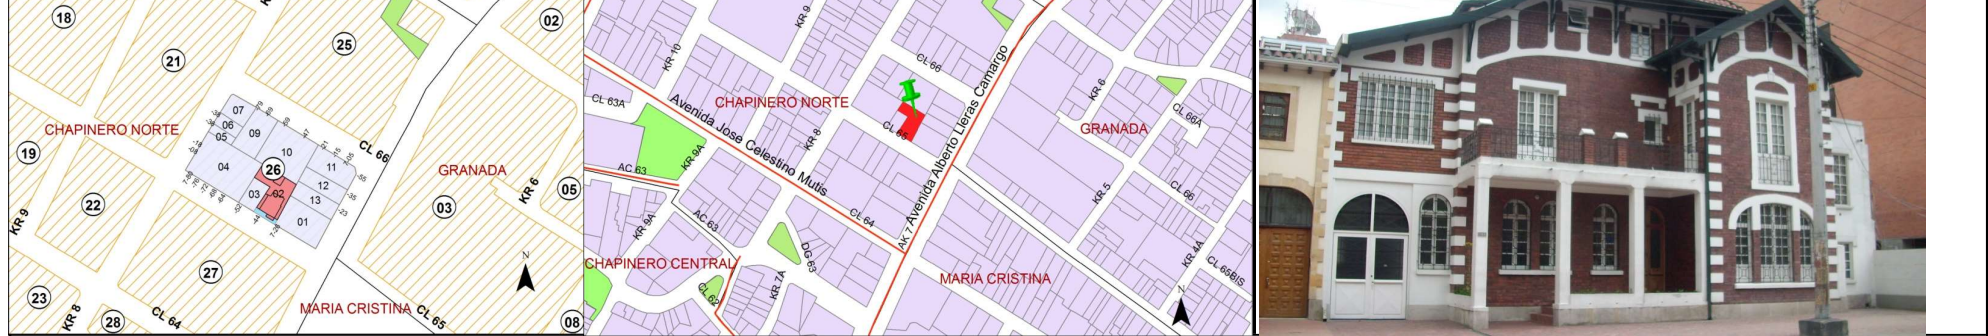 18
21
25
02
07
06
05
09
04
10
11
12
13
26
03
02
01
CL 66
CHAPINERO NORTE
GRANADA
19
22
KR 9
03
KR 6
05
27
23
KR 8
28
CL 64
MARIA CRISTINA
CL 65
08
N
KR 9
KR 10
CL 66
CL 63A
CHAPINERO NORTE
Avenida Jose Celestino Mutis
KR 8
CL 65
AK 7 Avenida Alberto Lleras Camargo
KR 6
CL 66A
GRANADA
AC 63
KR 9A
KR 5
CL 66
KR 9A
AC 63
CL 64
CHAPINERO CENTRAL
DG 63
KR 7A
CL 62
MARIA CRISTINA
KR 4A
CL 65BIS
N